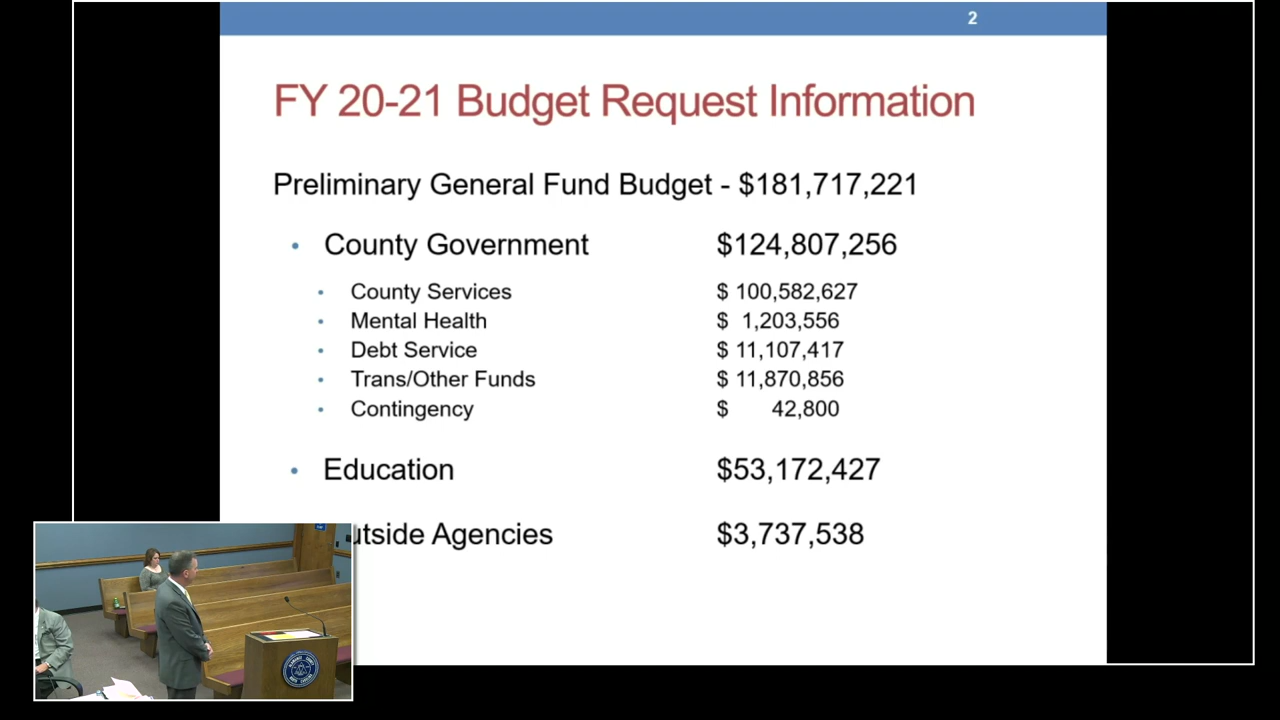 2
FY 20-21 Budget Request Information
Preliminary General Fund Budget - $181,717,221
• County Government $124,807,256
• County Services $ 100,582,627
• Mental Health $ 1,203,556
• Debt Service $ 11,107,417
• Trans/Other Funds $ 11,870,856
• Contingency $ 42,800
• Education $53,172,427
utside Agencies $3,737,538